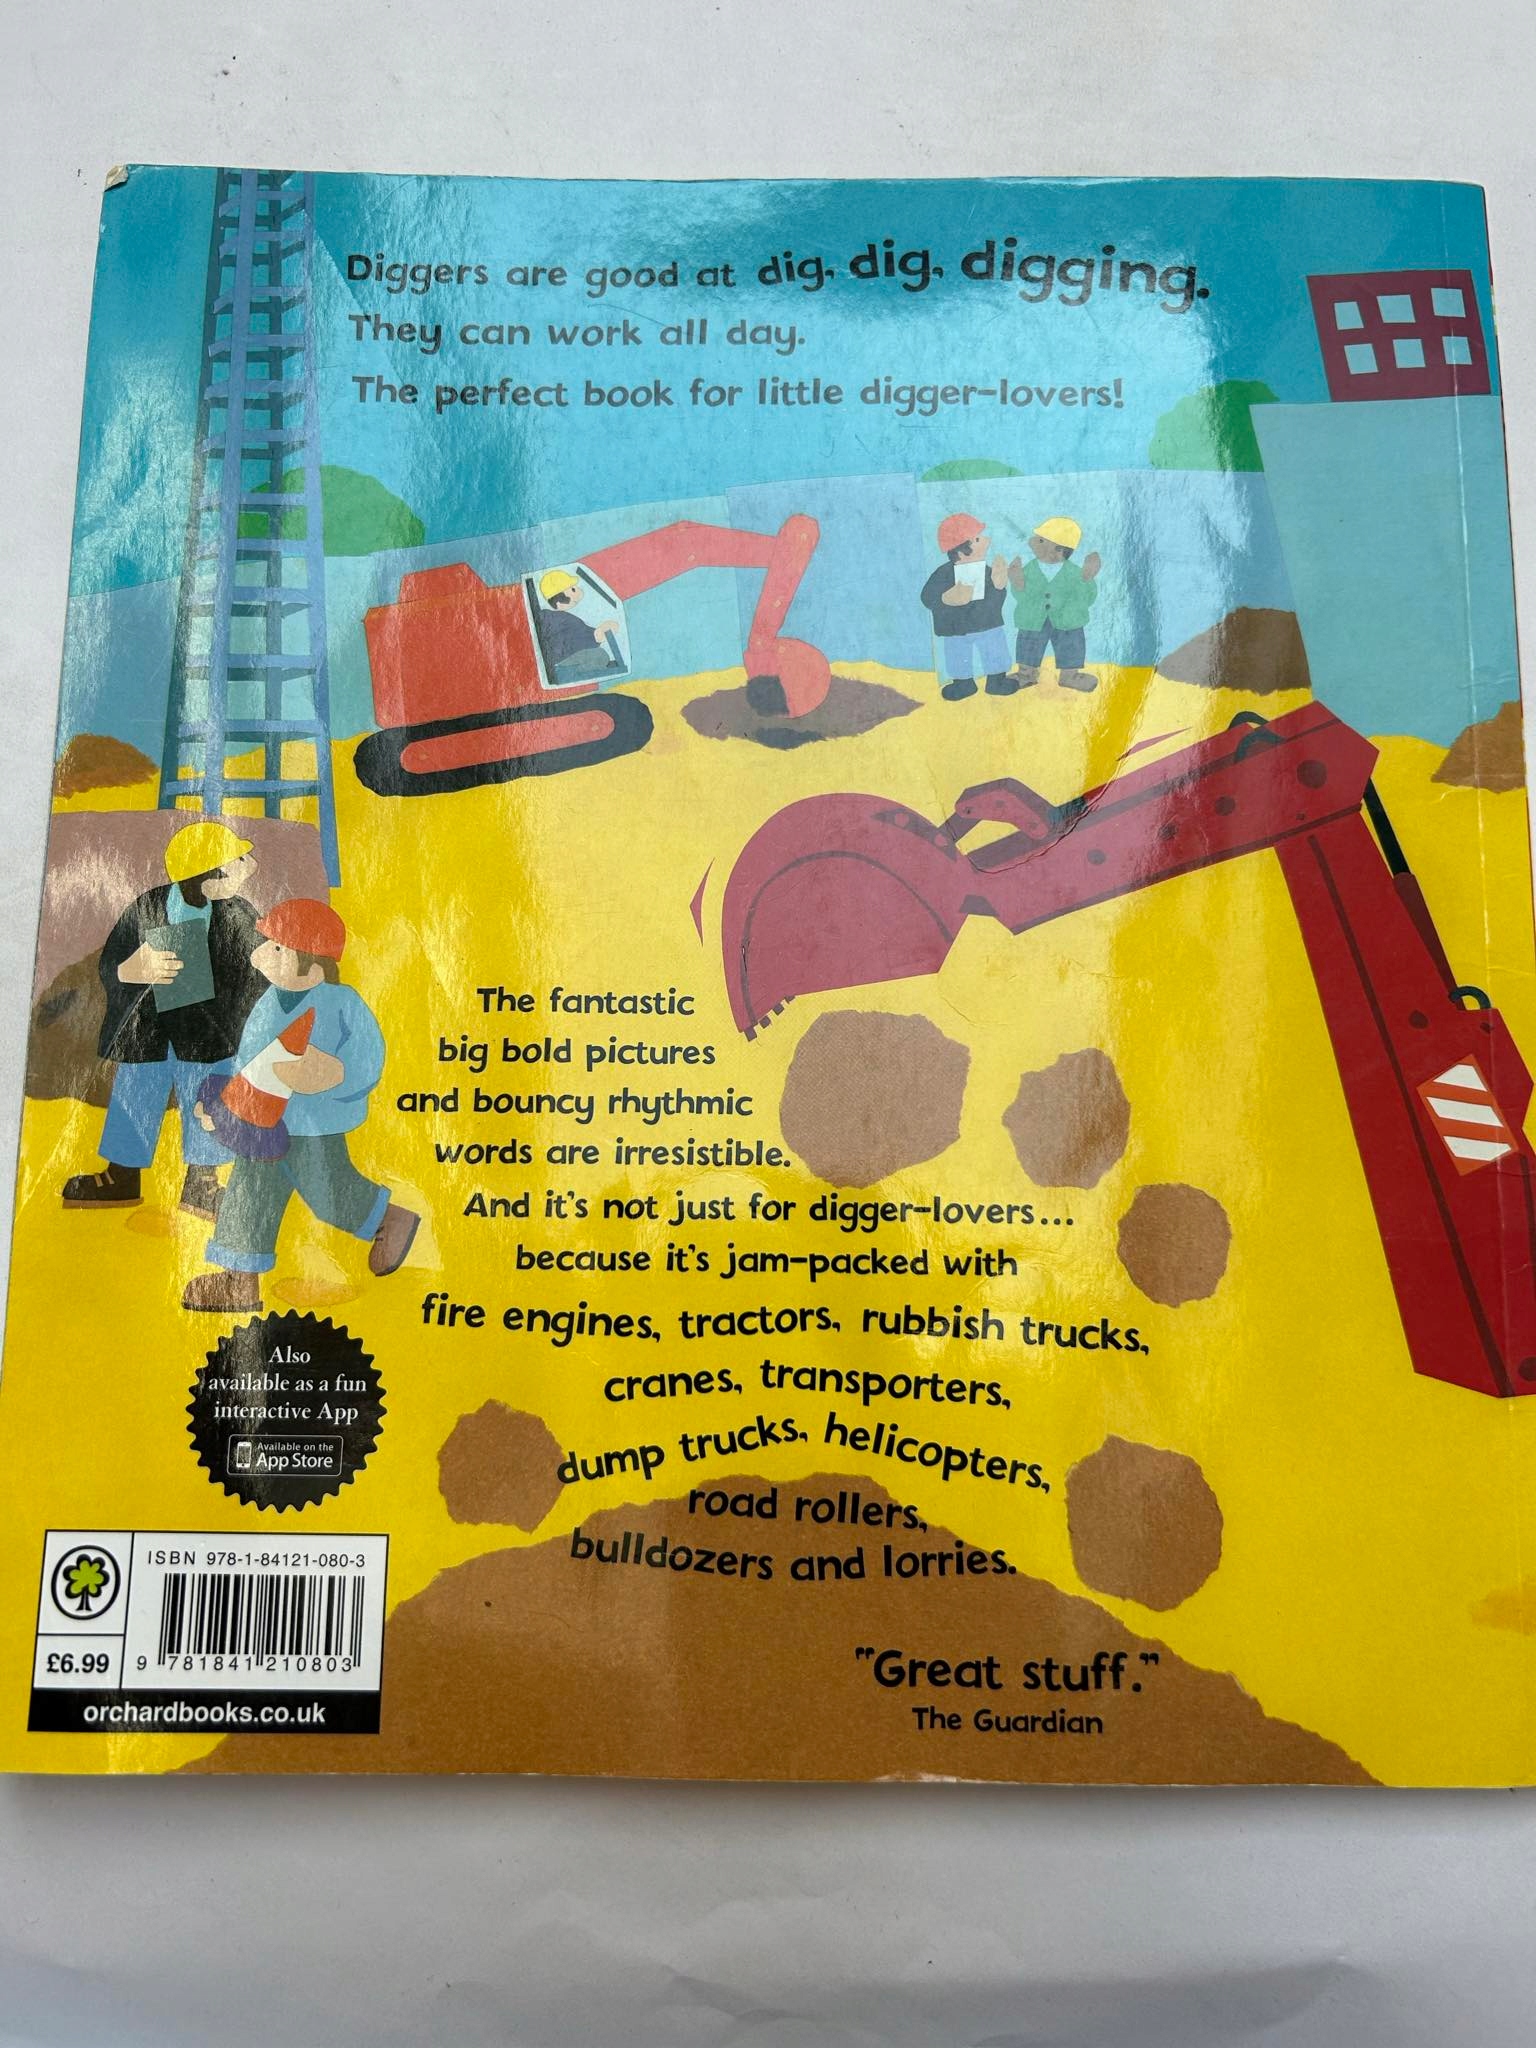 Diggers are good at dig, dig, digging.
They can work all day.
The perfect book for little digger-lovers!
The fantastic
big bold pictures
and bouncy rhythmic
words are irresistible.
And it's not just for digger-lovers...
because it's jam-packed with
fire engines, tractors, rubbish trucks,
cranes, transporters,
dump trucks, helicopters,
road rollers,
bulldozers and lorries.
Also
available as a fun
interactive App
Available on the
App Store
ISBN 978-1-84121-080-3
9 781841 210803
£6.99
orchardbooks.co.uk
"Great stuff."
The Guardian